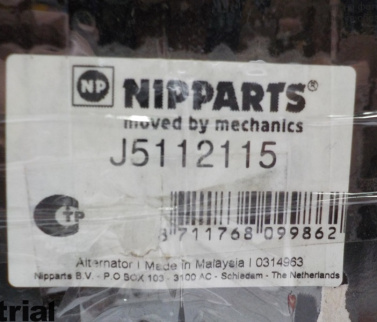 NP NIPPARTS®
moved by mechanics
J5112115
CTP
8 711768 099862
Alternator | Made in Malaysia | 0314963
Nipparts B.V. - P.O BOX 103 - 3100 AC - Schiedam - The Netherlands
trial